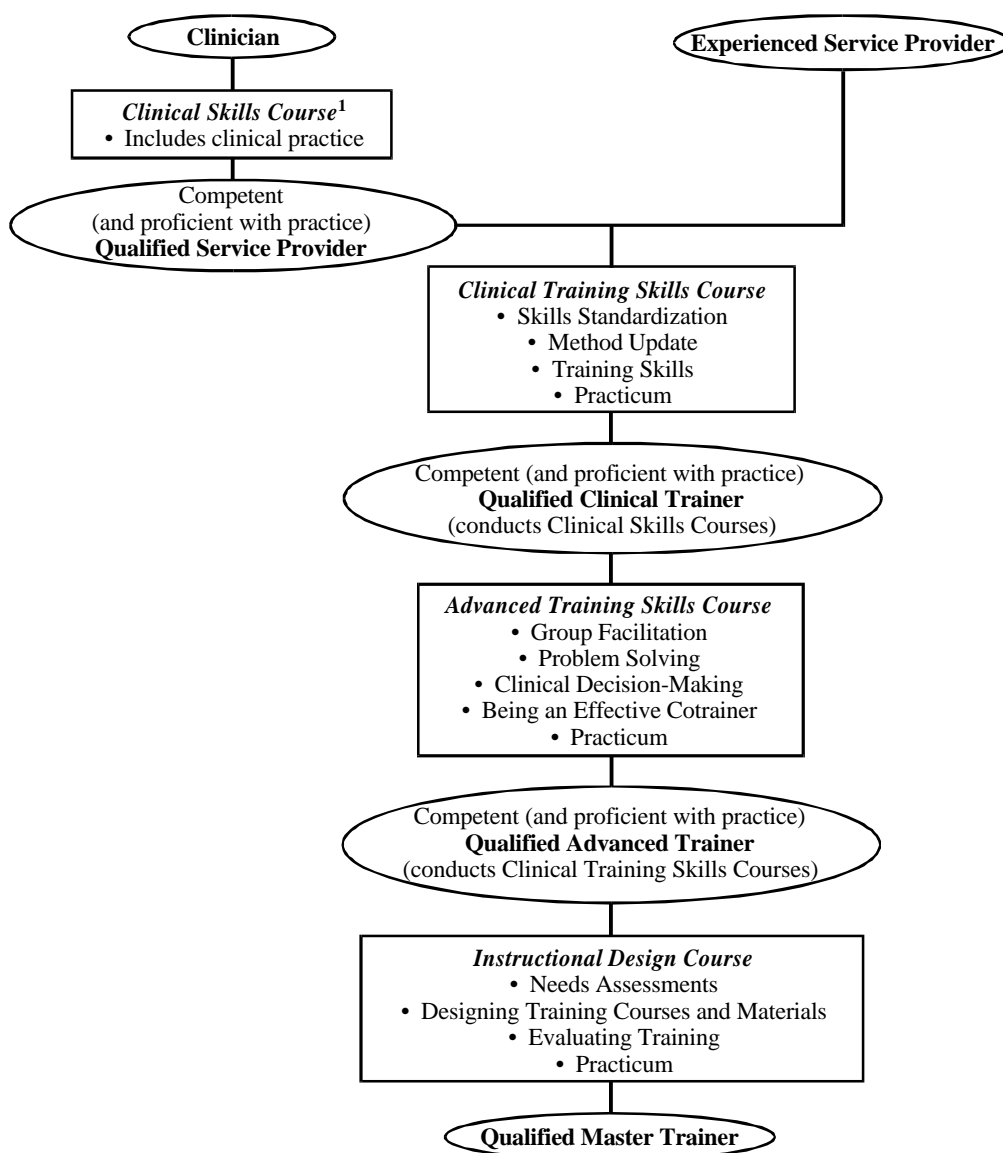 Clinician
Experienced Service Provider
Clinical Skills Course¹
• Includes clinical practice
Competent
(and proficient with practice)
Qualified Service Provider
Clinical Training Skills Course
• Skills Standardization
• Method Update
• Training Skills
• Practicum
Competent (and proficient with practice)
Qualified Clinical Trainer
(conducts Clinical Skills Courses)
Advanced Training Skills Course
• Group Facilitation
• Problem Solving
• Clinical Decision-Making
• Being an Effective Cotrainer
• Practicum
Competent (and proficient with practice)
Qualified Advanced Trainer
(conducts Clinical Training Skills Courses)
Instructional Design Course
• Needs Assessments
• Designing Training Courses and Materials
• Evaluating Training
• Practicum
Qualified Master Trainer